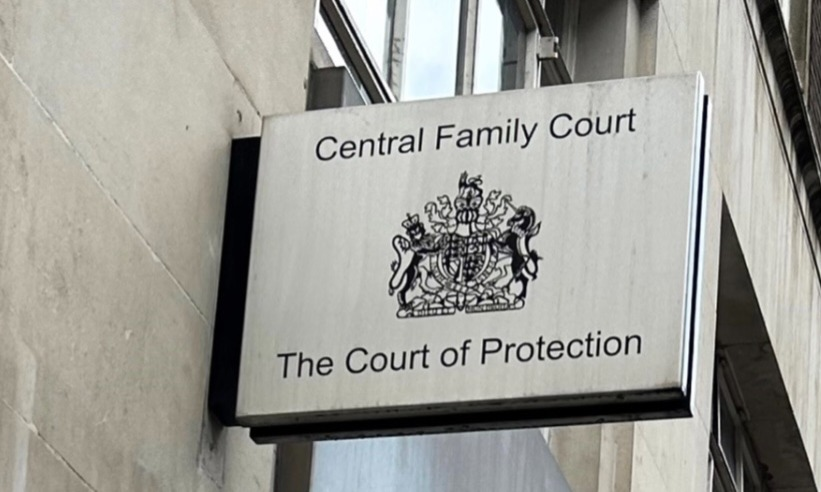 Central Family Court
The Court of Protection